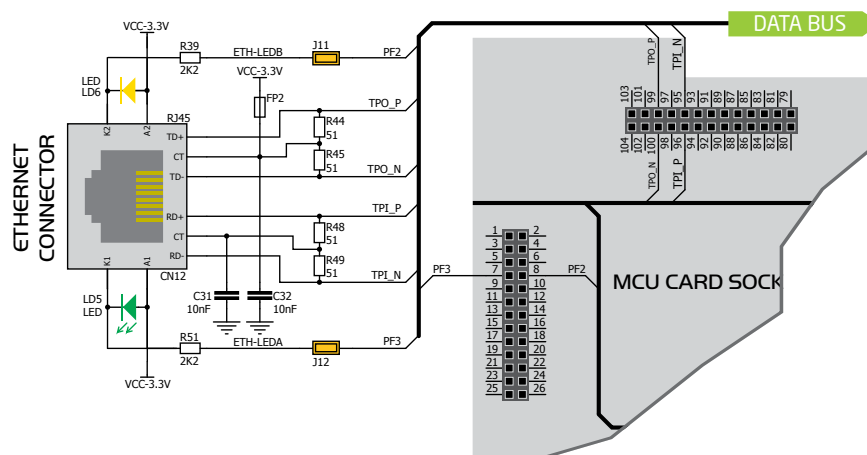 DATA BUS
VCC-3.3V
R39
2K2
ETH-LEDB
J11
PF2
LED
LD6
VCC-3.3V
FP2
TPO_P
TPI_N
103
101
99
97
95
93
91
89
87
85
83
81
79
104
102
100
98
96
94
92
90
88
86
84
82
80
TPO_N
TPI_P
K2
A2
RJ45
TD+
CT
TD-
RD+
CT
RD-
K1
A1
CN12
ETHERNET
CONNECTOR
TPO_P
R44
51
R45
51
TPO_N
TPI_P
R48
51
R49
51
TPI_N
C31
10nF
C32
10nF
LD5
LED
R51
2K2
ETH-LEDA
J12
PF3
VCC-3.3V
PF3
PF2
1
2
3
4
5
6
7
8
9
10
11
12
13
14
15
16
17
18
19
20
21
22
23
24
25
26
MCU CARD SOCK